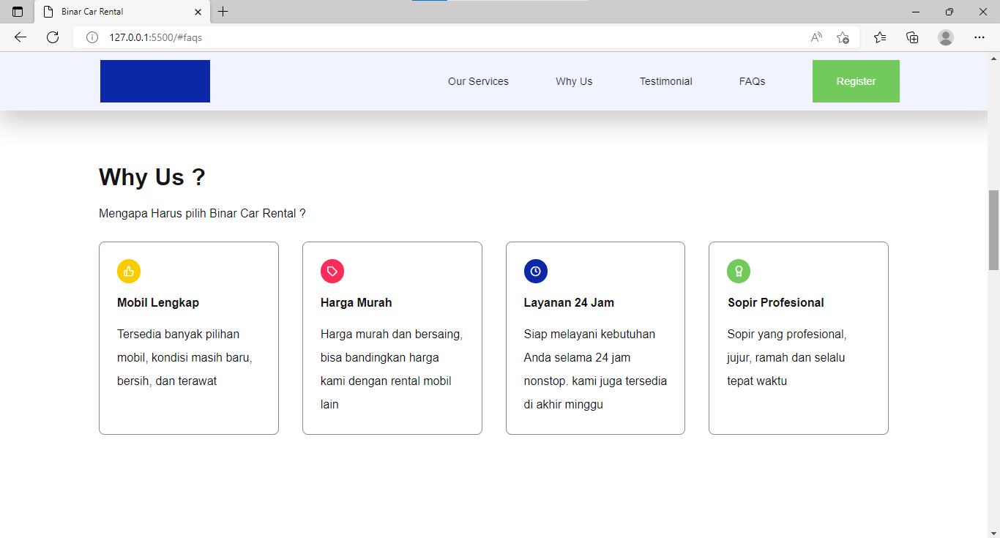 Binar Car Rental
127.0.0.1:5500/#faqs
Our Services Why Us Testimonial FAQs Register
Why Us ?
Mengapa Harus pilih Binar Car Rental ?
Mobil Lengkap
Tersedia banyak pilihan
mobil, kondisi masih baru,
bersih, dan terawat
Harga Murah
Harga murah dan bersaing,
bisa bandingkan harga
kami dengan rental mobil
lain
Layanan 24 Jam
Siap melayani kebutuhan
Anda selama 24 jam
nonstop. kami juga tersedia
di akhir minggu
Sopir Profesional
Sopir yang profesional,
jujur, ramah dan selalu
tepat waktu